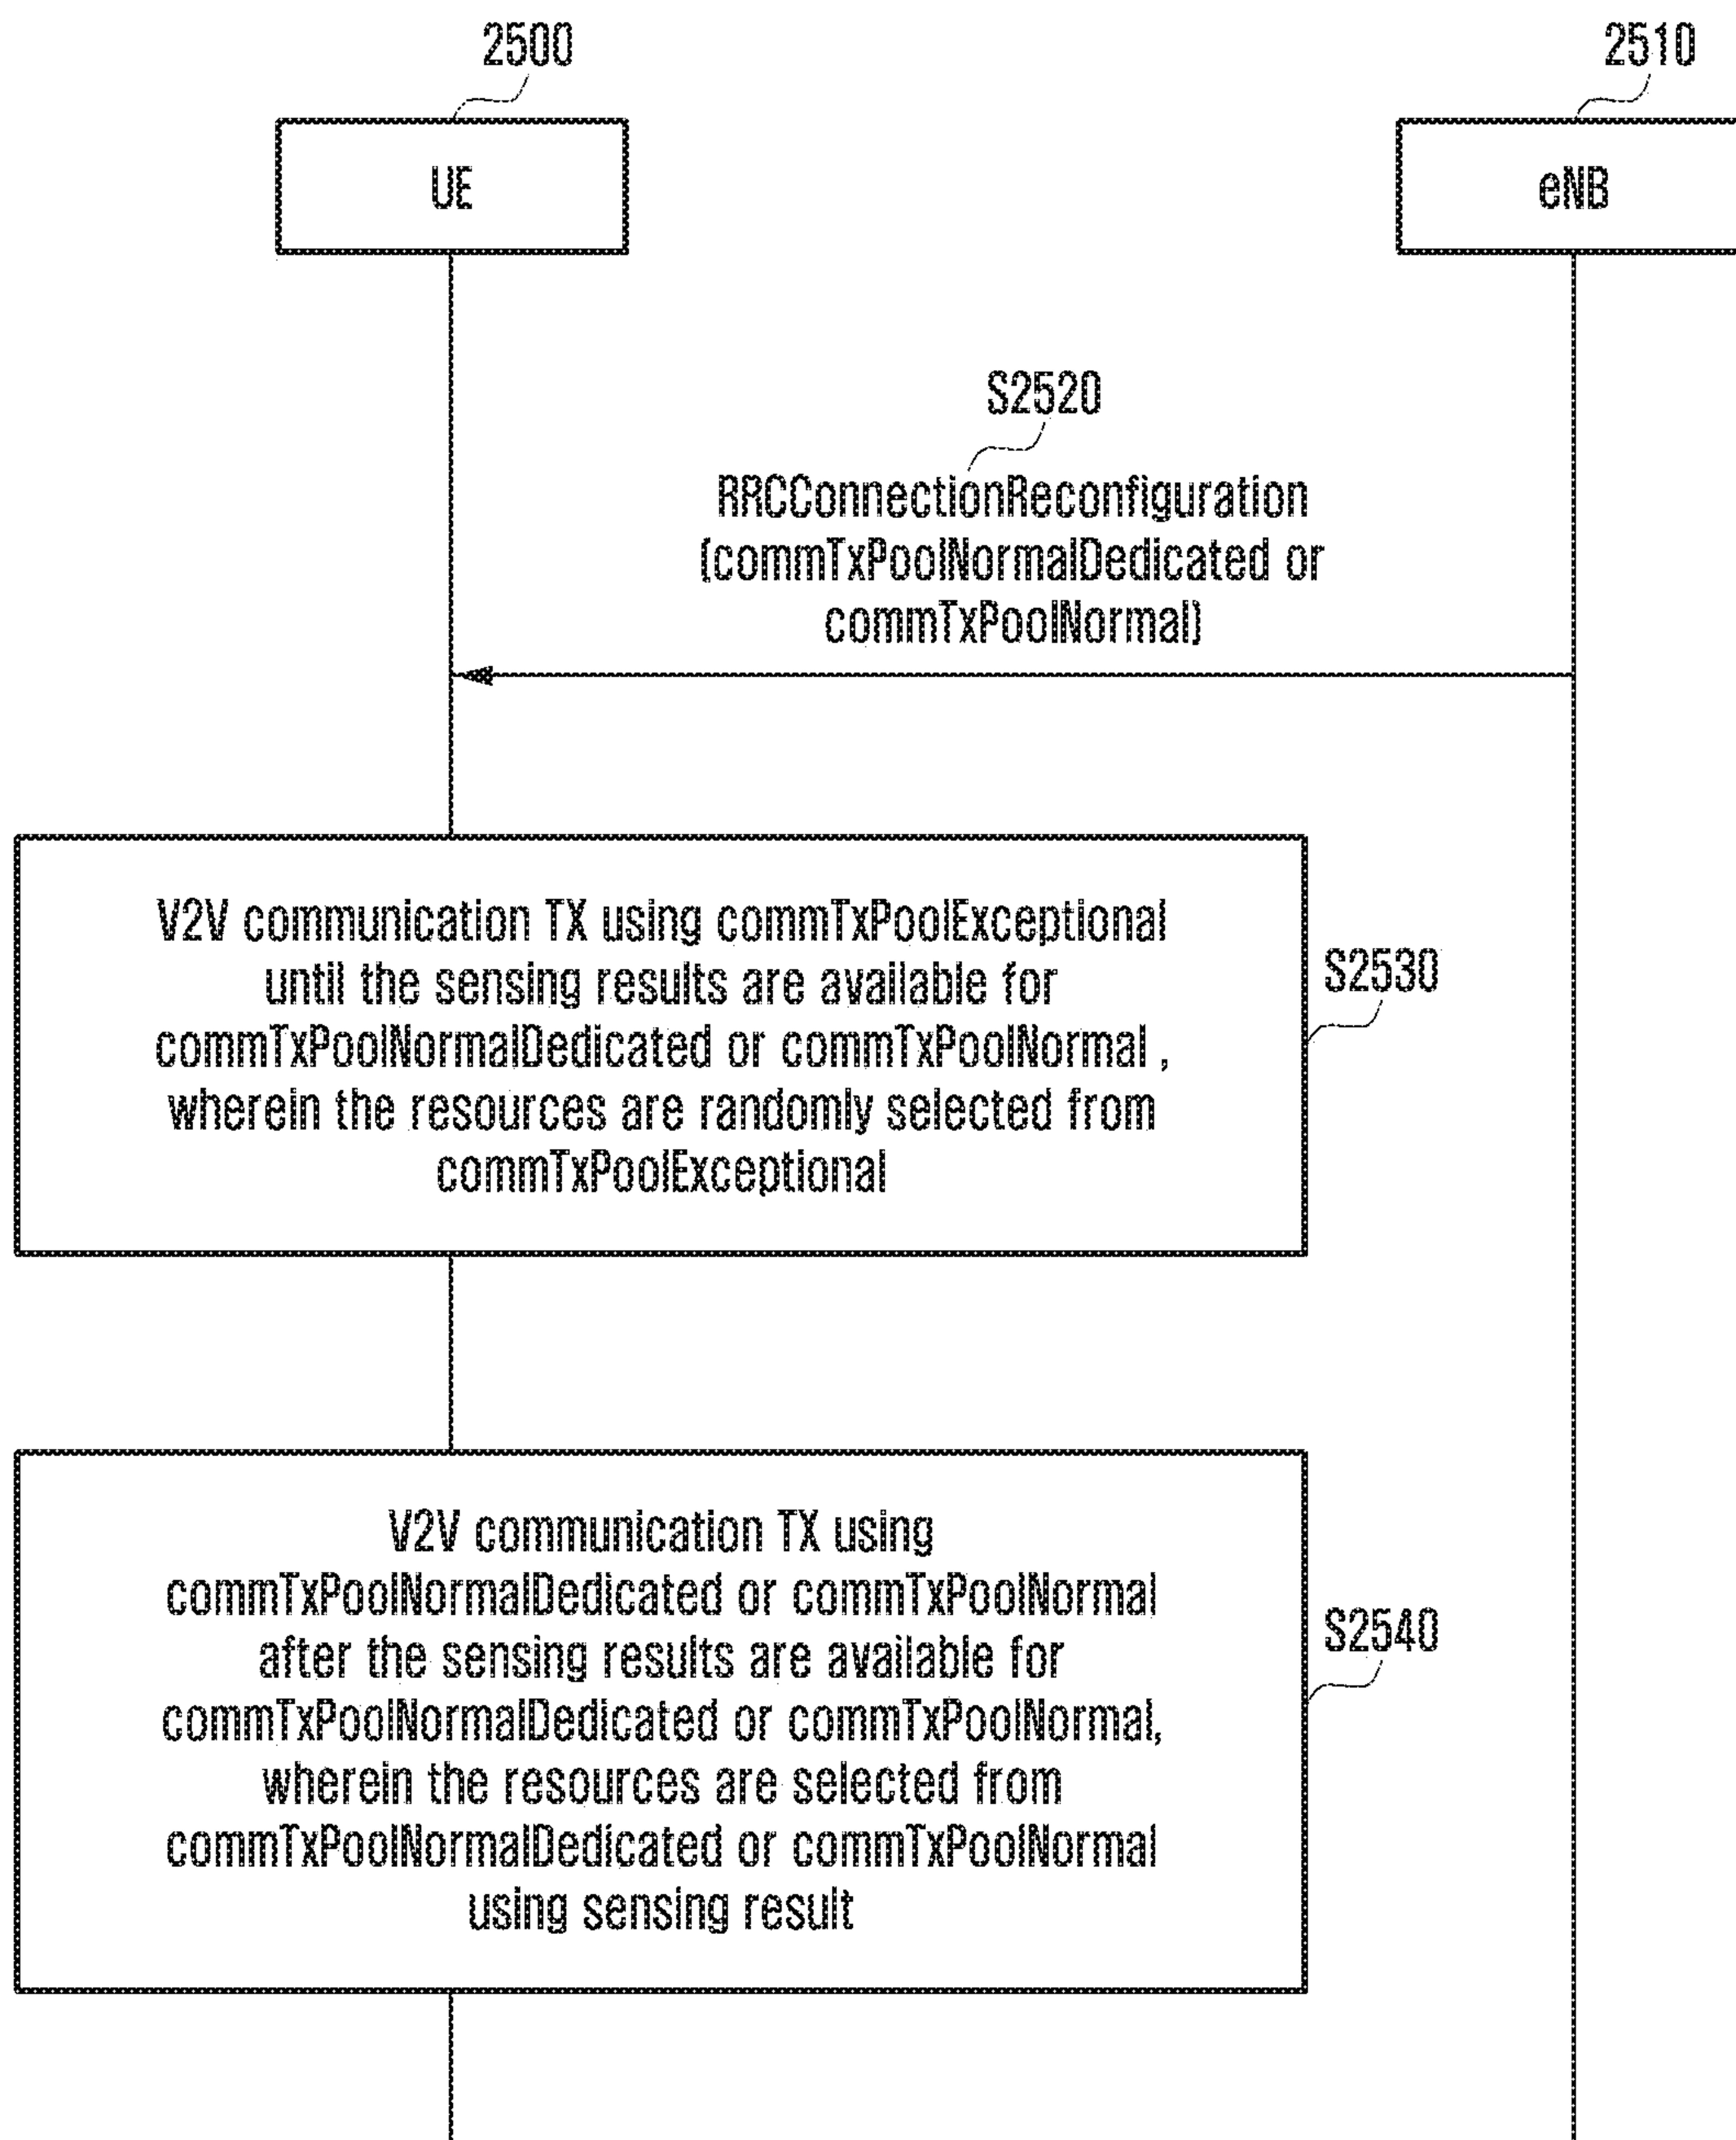 2500
2510
UE
eNB
S2520
RRCConnectionReconfiguration
(commTxPoolNormalDedicated or
commTxPoolNormal)
V2V communication TX using commTxPoolExceptional
until the sensing results are available for
commTxPoolNormalDedicated or commTxPoolNormal ,
wherein the resources are randomly selected from
commTxPoolExceptional
S2530
V2V communication TX using
commTxPoolNormalDedicated or commTxPoolNormal
after the sensing results are available for
commTxPoolNormalDedicated or commTxPoolNormal,
wherein the resources are selected from
commTxPoolNormalDedicated or commTxPoolNormal
using sensing result
S2540